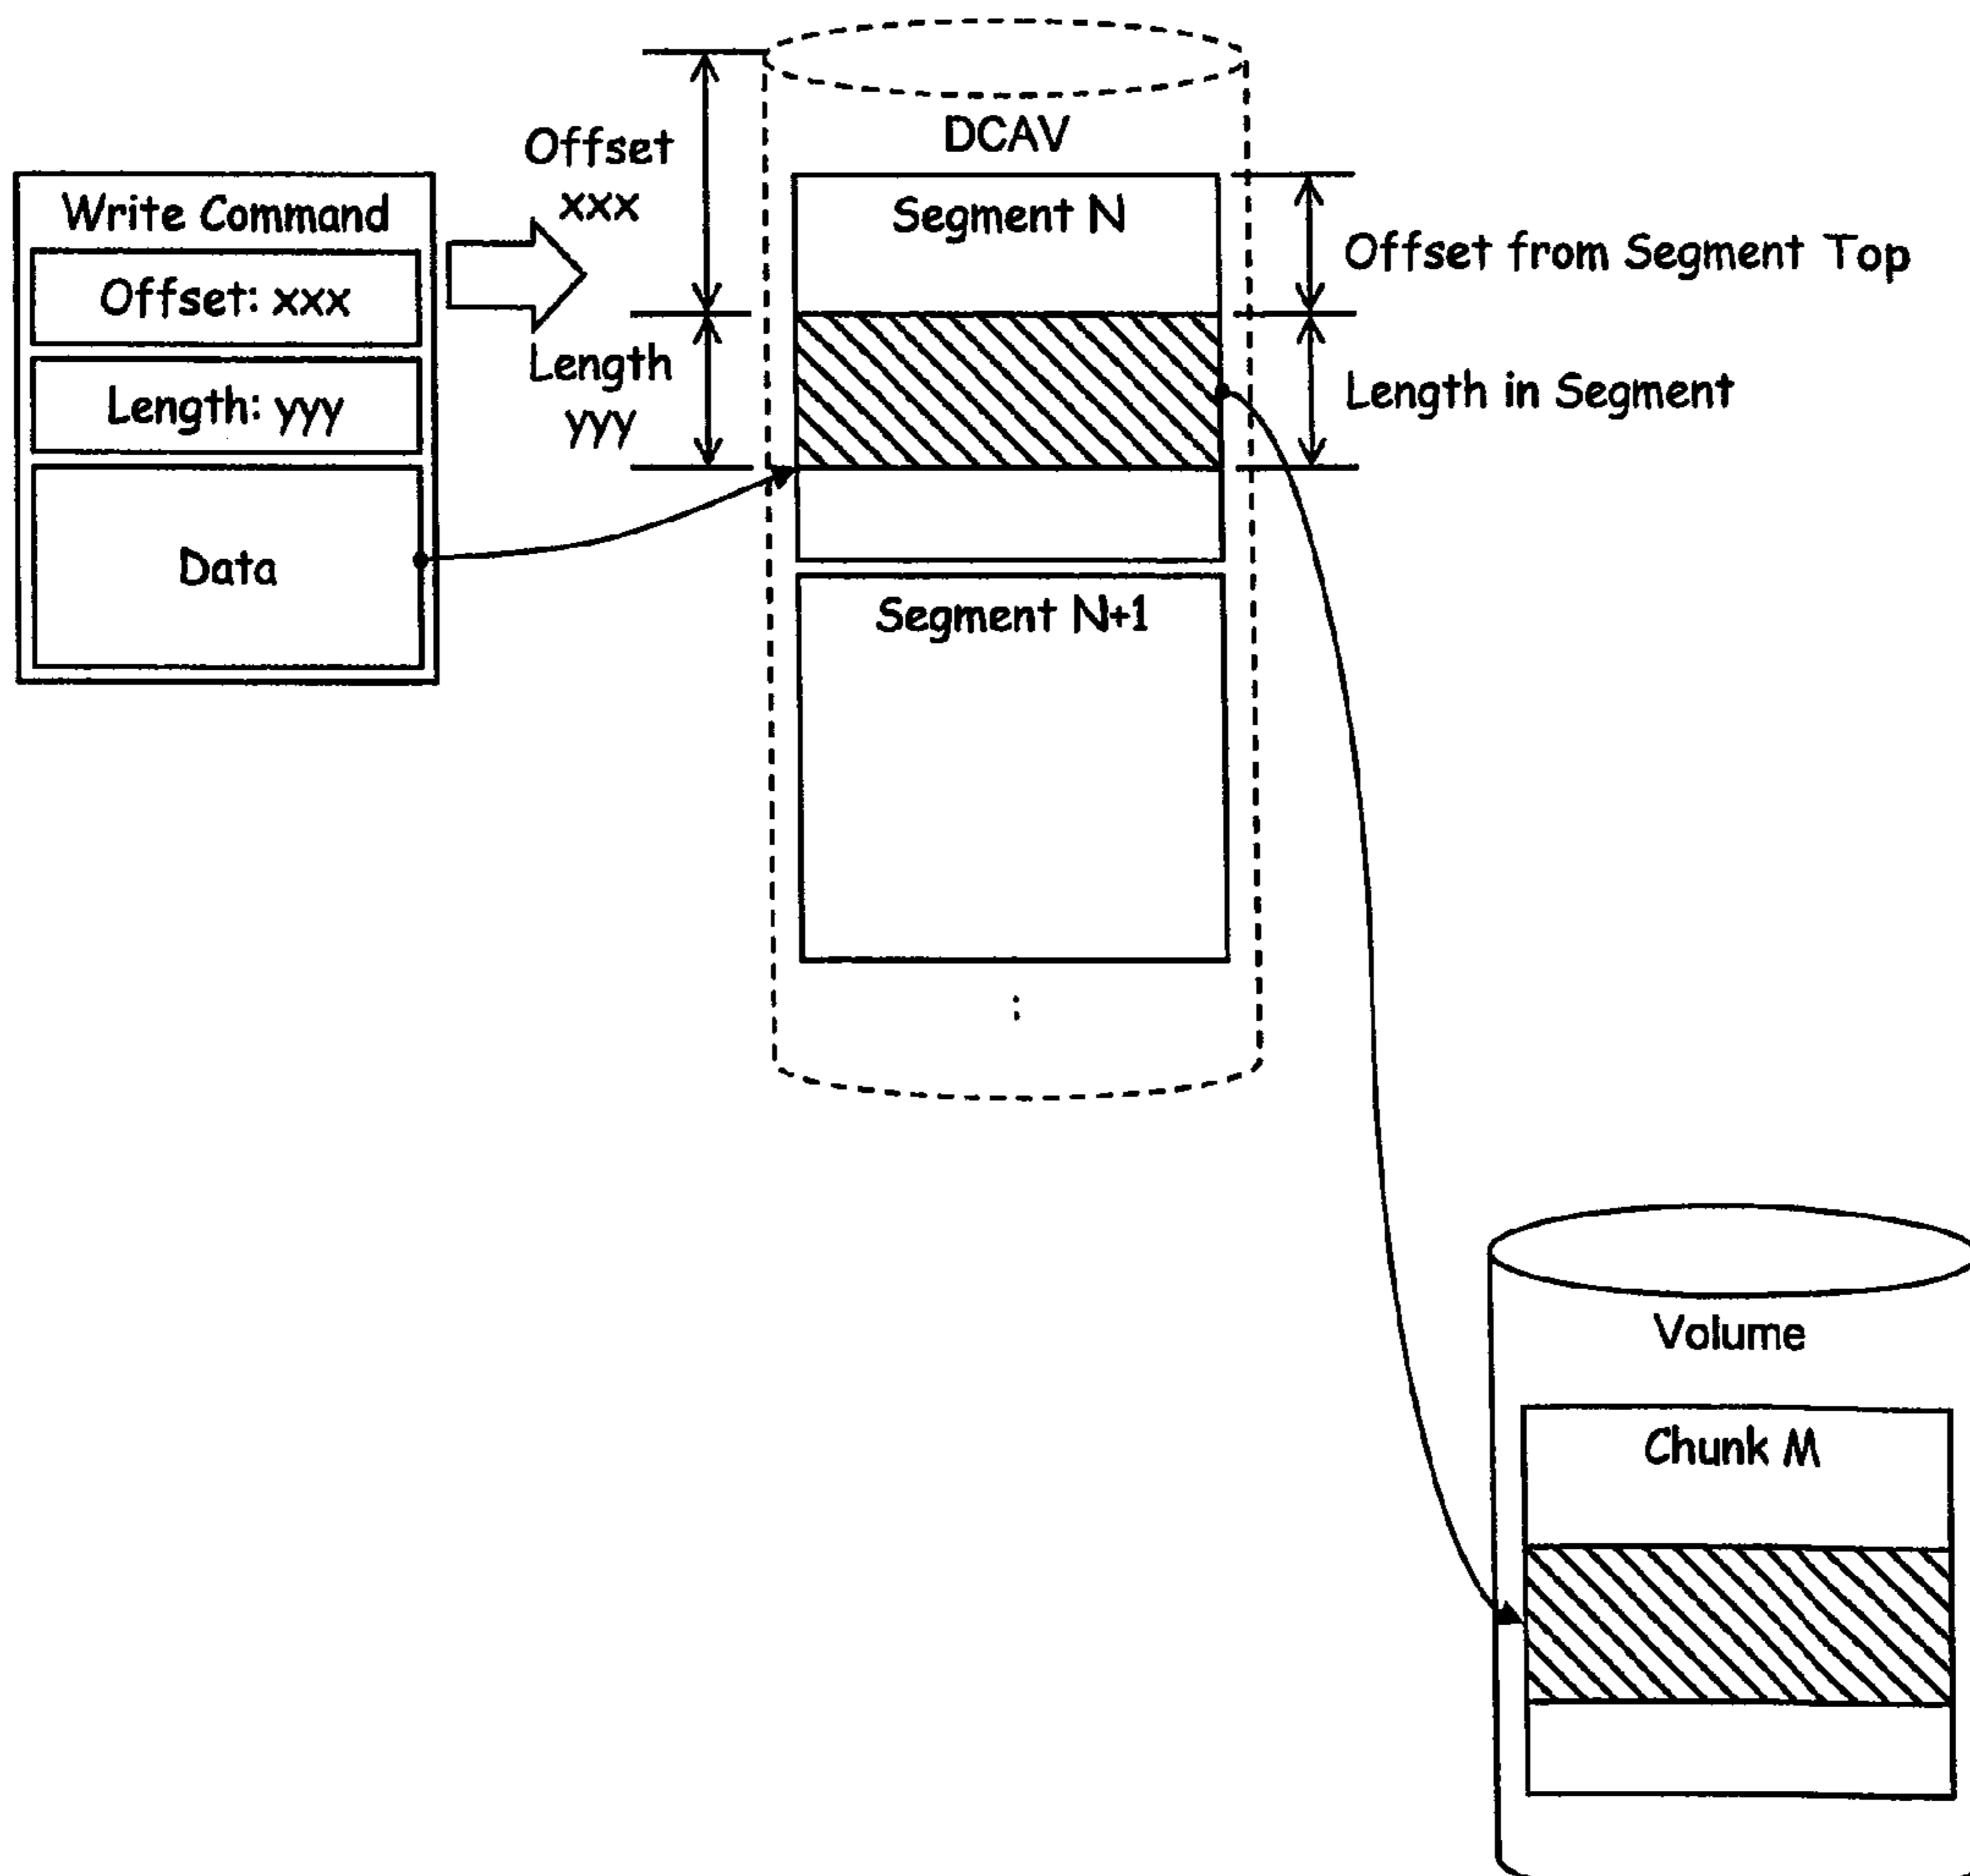 Write Command
Offset: xxx
Length: yyy
Data
Offset
xxx
Length
yyy
DCAV
Segment N
Offset from Segment Top
Length in Segment
Segment N+1
:
Volume
Chunk M